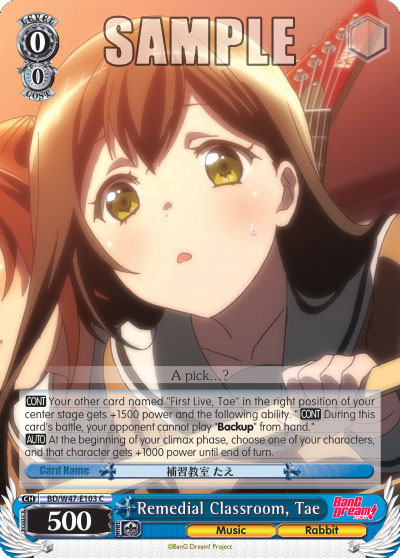 LEVEL
0
0
COST
SAMPLE
A pick...?
CONT Your other card named "First Live, Tae" in the right position of your
center stage gets +1500 power and the following ability. "CONT During this
card's battle, your opponent cannot play "Backup" from hand."
AUTO At the beginning of your climax phase, choose one of your characters,
and that character gets +1000 power until end of turn.
Card Name
補習教室 たえ
CH BD/W47-E103 C
POWER
500
Remedial Classroom, Tae
BanG Dream!
Music
Rabbit
©BanG Dream! Project